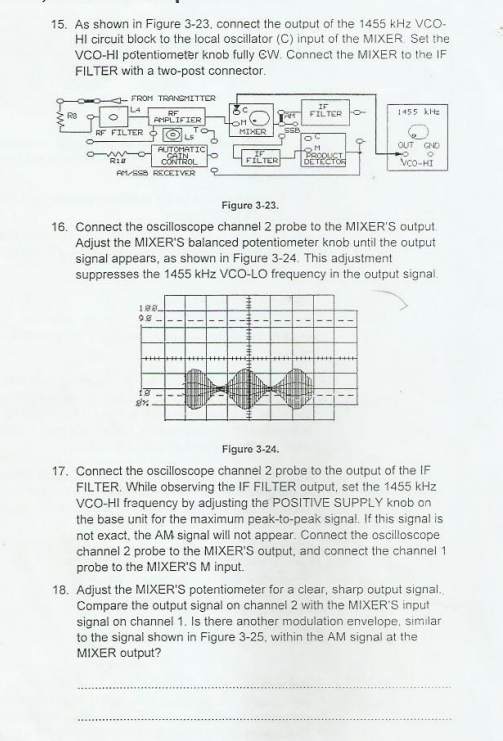 15. As shown in Figure 3-23, connect the output of the 1455 kHz VCO-
HI circuit block to the local oscillator (C) input of the MIXER. Set the
VCO-HI potentiometer knob fully CW. Connect the MIXER to the IF
FILTER with a two-post connector.
FROM TRANSMITTER
R8
L4
RF FILTER
RF
AMPLIFIER
L5
T
AUTOMATIC
GAIN
CONTROL
R18
AM/SSB RECEIVER
C
M
MIXER
AM
SSB
IF
FILTER
IF
FILTER
C
M
PRODUCT
DETECTOR
1455 kHz
OUT GND
VCO-HI
Figure 3-23.
16. Connect the oscilloscope channel 2 probe to the MIXER'S output.
Adjust the MIXER'S balanced potentiometer knob until the output
signal appears, as shown in Figure 3-24. This adjustment
suppresses the 1455 kHz VCO-LO frequency in the output signal.
100
90
10
0%
Figure 3-24.
17. Connect the oscilloscope channel 2 probe to the output of the IF
FILTER. While observing the IF FILTER output, set the 1455 kHz
VCO-HI frequency by adjusting the POSITIVE SUPPLY knob on
the base unit for the maximum peak-to-peak signal. If this signal is
not exact, the AM signal will not appear. Connect the oscilloscope
channel 2 probe to the MIXER'S output, and connect the channel 1
probe to the MIXER'S M input.
18. Adjust the MIXER'S potentiometer for a clear, sharp output signal.
Compare the output signal on channel 2 with the MIXER'S input
signal on channel 1. Is there another modulation envelope, similar
to the signal shown in Figure 3-25, within the AM signal at the
MIXER output?